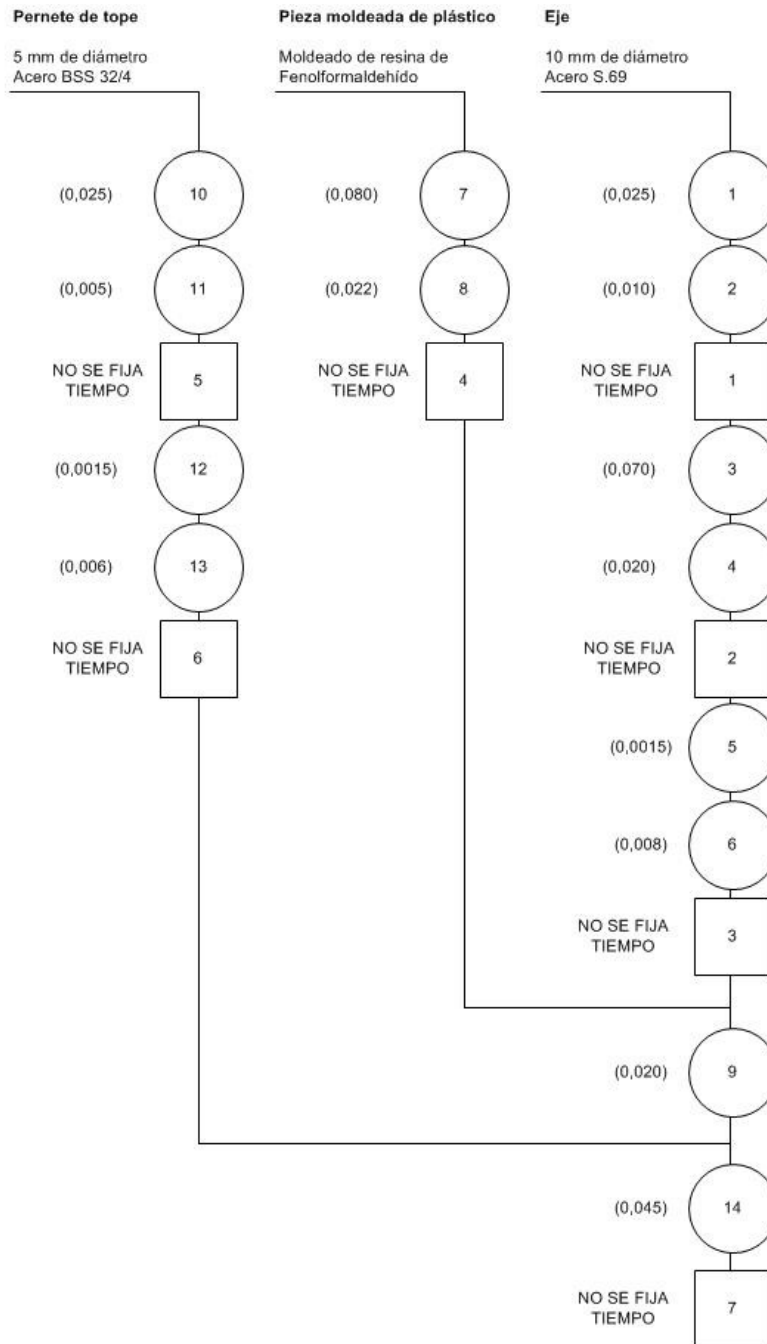 Pernete de tope
5 mm de diámetro
Acero BSS 32/4
(0,025)
10
(0,005)
11
NO SE FIJA
TIEMPO
5
(0,0015)
12
(0,006)
13
NO SE FIJA
TIEMPO
6
Pieza moldeada de plástico
Moldeado de resina de
Fenolformaldehído
(0,080)
7
(0,022)
8
NO SE FIJA
TIEMPO
4
Eje
10 mm de diámetro
Acero S.69
(0,025)
1
(0,010)
2
NO SE FIJA
TIEMPO
1
(0,070)
3
(0,020)
4
NO SE FIJA
TIEMPO
2
(0,0015)
5
(0,008)
6
NO SE FIJA
TIEMPO
3
(0,020)
9
(0,045)
14
NO SE FIJA
TIEMPO
7